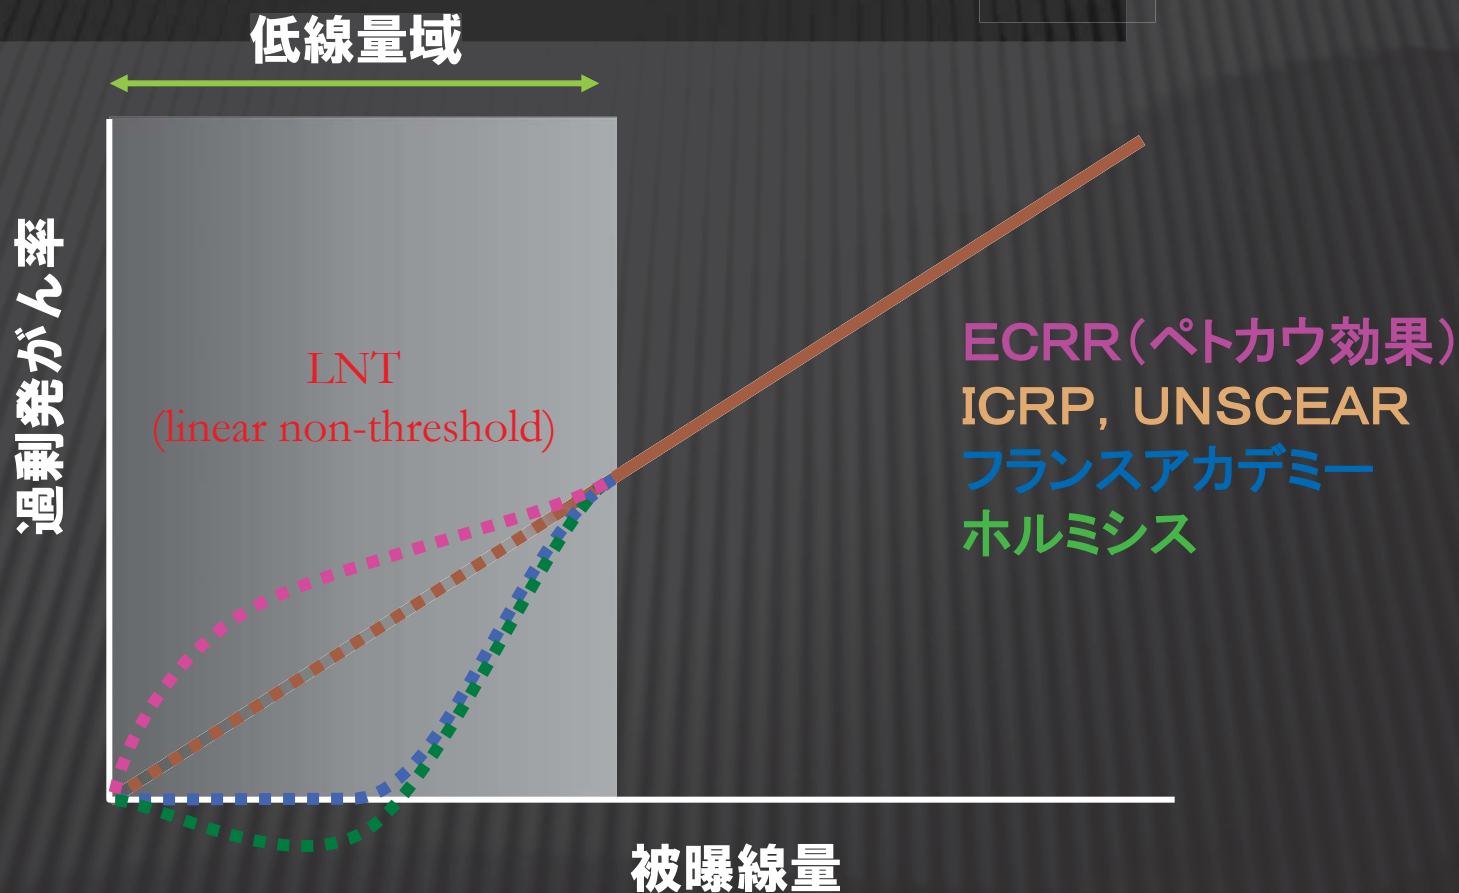 低線量域
過剰発がん率
LNT
(linear non-threshold)
ECRR（ペトカウ効果）
ICRP，UNSCEAR
フランスアカデミー
ホルミシス
被曝線量